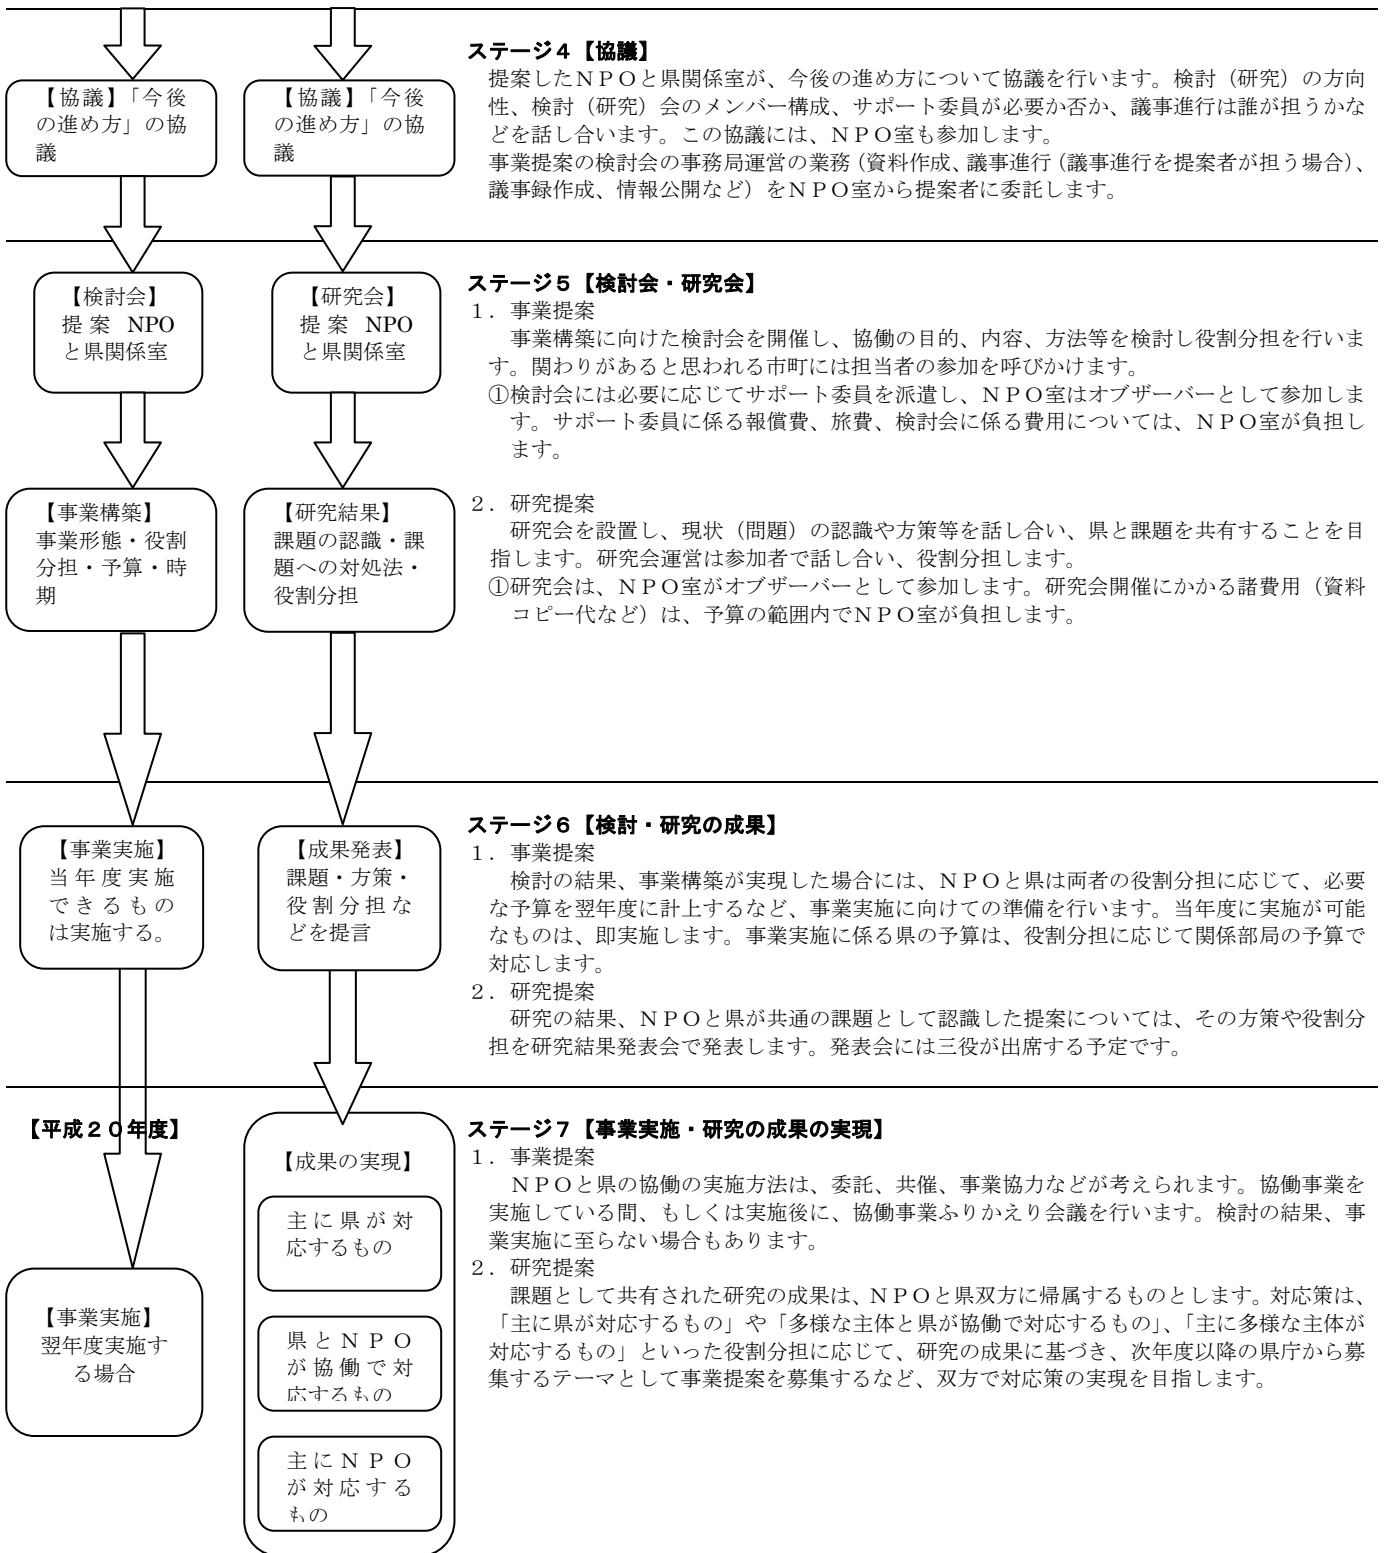 ステージ４【協議】
提案したＮＰＯと県関係室が、今後の進め方について協議を行います。検討（研究）の方向
性、検討（研究）会のメンバー構成、サポート委員が必要か否か、議事進行は誰が担うかな
どを話し合います。この協議には、ＮＰＯ室も参加します。
事業提案の検討会の事務局運営の業務（資料作成、議事進行（議事進行を提案者が担う場合）、
議事録作成、情報公開など）をＮＰＯ室から提案者に委託します。
【協議】「今後
の進め方」の協
議
【協議】「今後
の進め方」の協
議
ステージ５【検討会・研究会】
１．事業提案
事業構築に向けた検討会を開催し、協働の目的、内容、方法等を検討し役割分担を行いま
す。関わりがあると思われる市町には担当者の参加を呼びかけます。
①検討会には必要に応じてサポート委員を派遣し、ＮＰＯ室はオブザーバーとして参加しま
す。サポート委員に係る報償費、旅費、検討会に係る費用については、ＮＰＯ室が負担し
ます。
２．研究提案
研究会を設置し、現状（問題）の認識や方策等を話し合い、県と課題を共有することを目
指します。研究会運営は参加者で話し合い、役割分担します。
①研究会は、ＮＰＯ室がオブザーバーとして参加します。研究会開催にかかる諸費用（資料
コピー代など）は、予算の範囲内でＮＰＯ室が負担します。
【検討会】
提案 NPO
と県関係室
【研究会】
提案 NPO
と県関係室
【事業構築】
事業形態・役割
分担・予算・時
期
【研究結果】
課題の認識・課
題への対処法・
役割分担
ステージ６【検討・研究の成果】
１．事業提案
検討の結果、事業構築が実現した場合には、ＮＰＯと県は両者の役割分担に応じて、必要
な予算を翌年度に計上するなど、事業実施に向けての準備を行います。当年度に実施が可能
なものは、即実施します。事業実施に係る県の予算は、役割分担に応じて関係部局の予算で
対応します。
２．研究提案
研究の結果、ＮＰＯと県が共通の課題として認識した提案については、その方策や役割分
担を研究結果発表会で発表します。発表会には三役が出席する予定です。
【事業実施】
当年度実施
できるもの
は実施する。
【成果発表】
課題・方策・
役割分担な
どを提言
【平成２０年度】
ステージ７【事業実施・研究の成果の実現】
１．事業提案
ＮＰＯと県の協働の実施方法は、委託、共催、事業協力などが考えられます。協働事業を
実施している間、もしくは実施後に、協働事業ふりかえり会議を行います。検討の結果、事
業実施に至らない場合もあります。
２．研究提案
課題として共有された研究の成果は、ＮＰＯと県双方に帰属するものとします。対応策は、
「主に県が対応するもの」や「多様な主体と県が協働で対応するもの」、「主に多様な主体が
対応するもの」といった役割分担に応じて、研究の成果に基づき、次年度以降の県庁から募
集するテーマとして事業提案を募集するなど、双方で対応策の実現を目指します。
【事業実施】
翌年度実施す
る場合
【成果の実現】
主に県が対
応するもの
県とＮＰＯ
が協働で対
応するもの
主にＮＰＯ
が対応する
もの